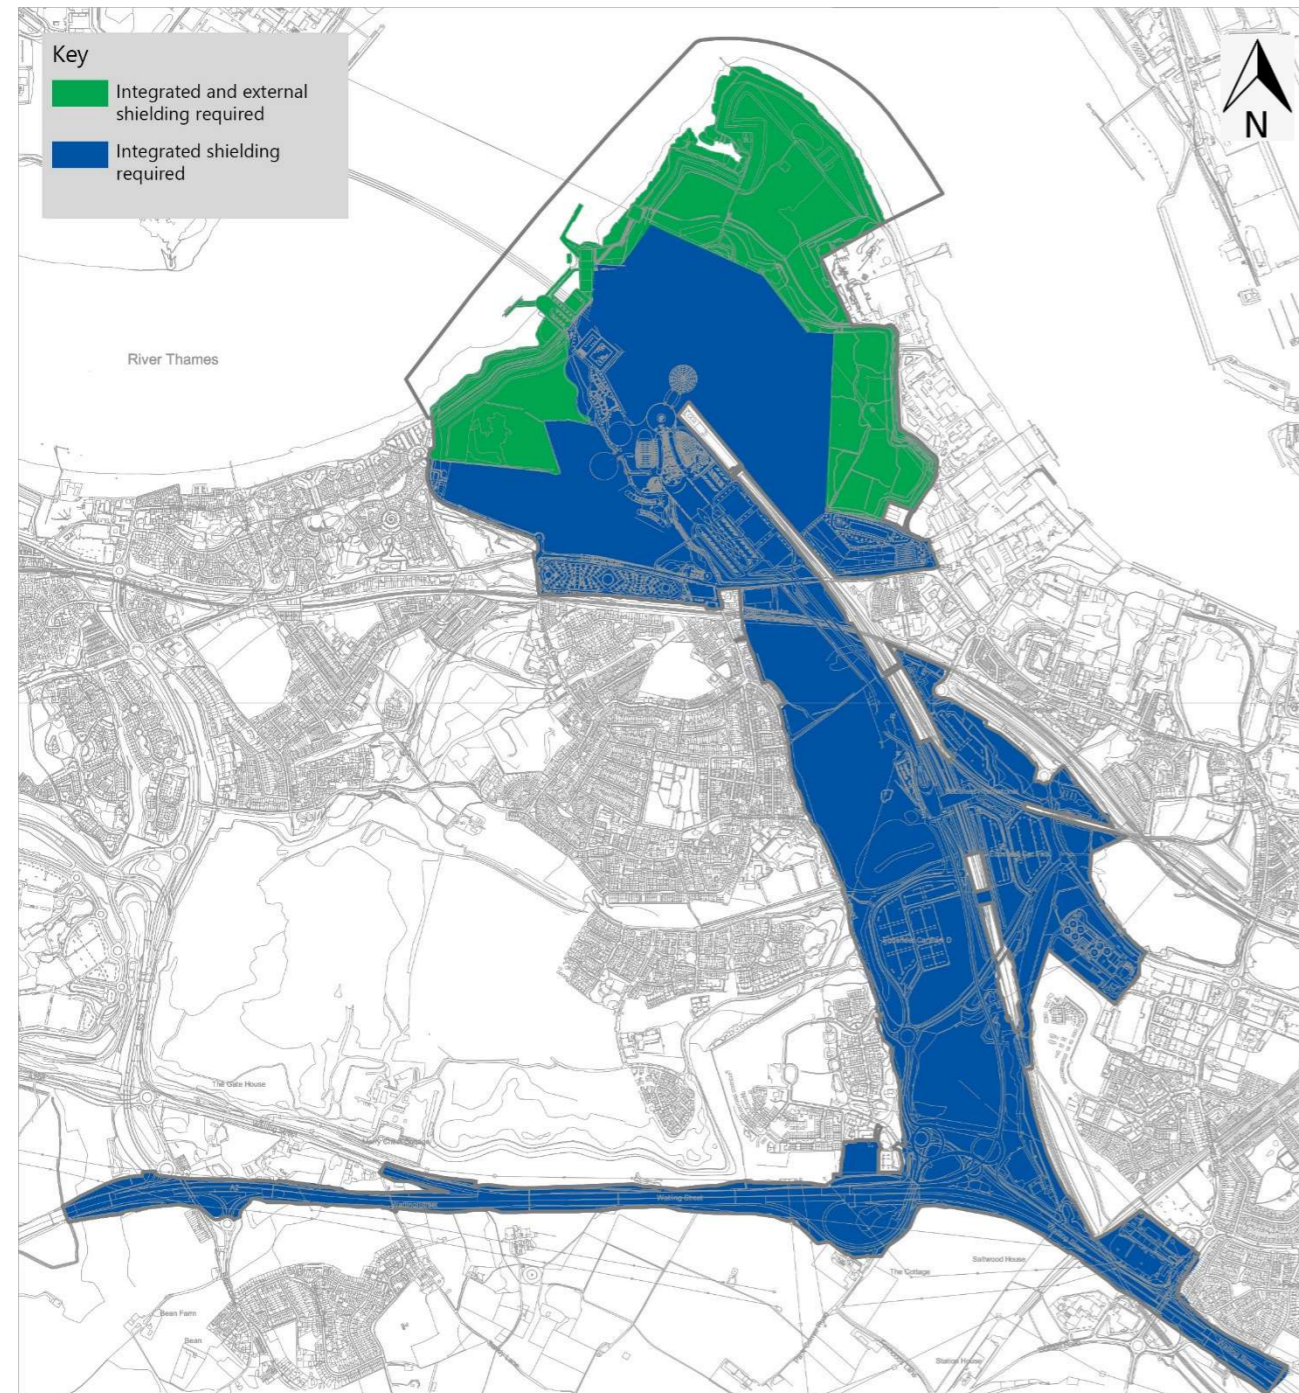 Key
Integrated and external
shielding required
Integrated shielding
required
N
River Thames
The Gate House
Watling Street
Saltwood House
The Cottage
Bean Farm
Bean
Station House